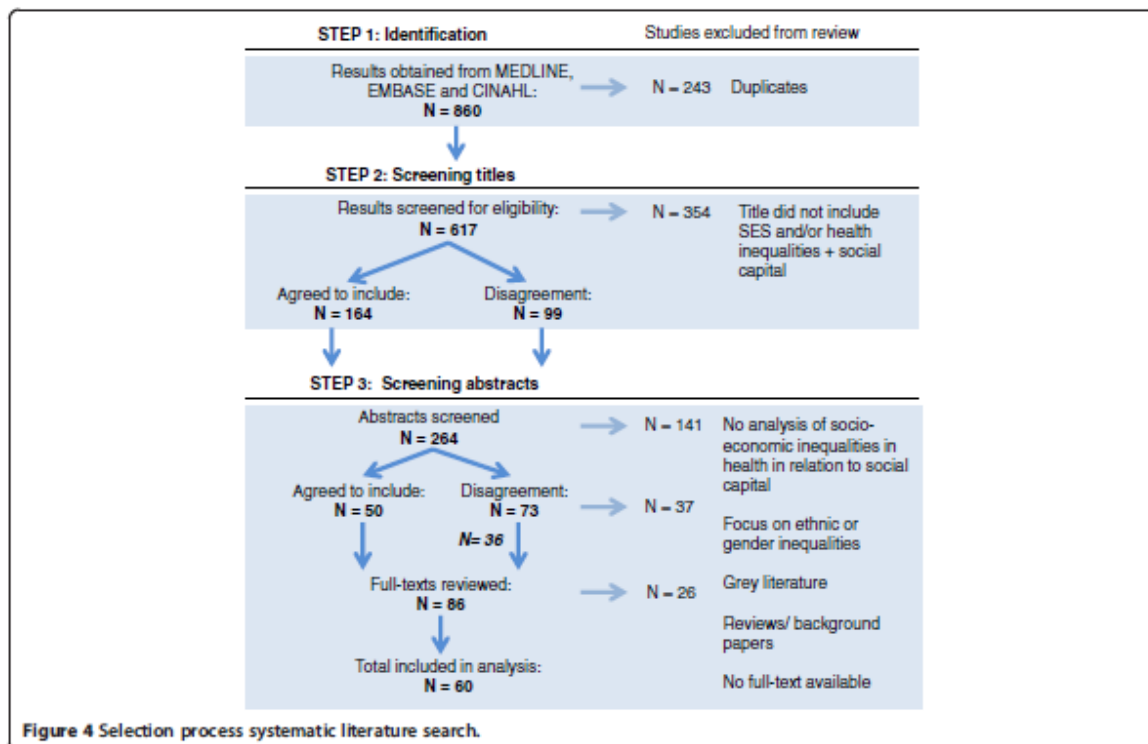 STEP 1: Identification
Studies excluded from review
Results obtained from MEDLINE,
EMBASE and CINAHL:
N = 860
N = 243 Duplicates
STEP 2: Screening titles
Results screened for eligibility:
N = 617
N = 354
Title did not include
SES and/or health
inequalities + social
capital
Agreed to include:
N = 164
Disagreement:
N = 99
STEP 3: Screening abstracts
Abstracts screened
N = 264
N = 141
No analysis of socio-
economic inequalities in
health in relation to social
capital
Agreed to include:
N = 50
Disagreement:
N = 73
N= 36
N = 37
Focus on ethnic or
gender inequalities
Full-texts reviewed:
N = 86
N = 26
Grey literature
Reviews/ background
papers
Total included in analysis:
N = 60
No full-text available
Figure 4 Selection process systematic literature search.